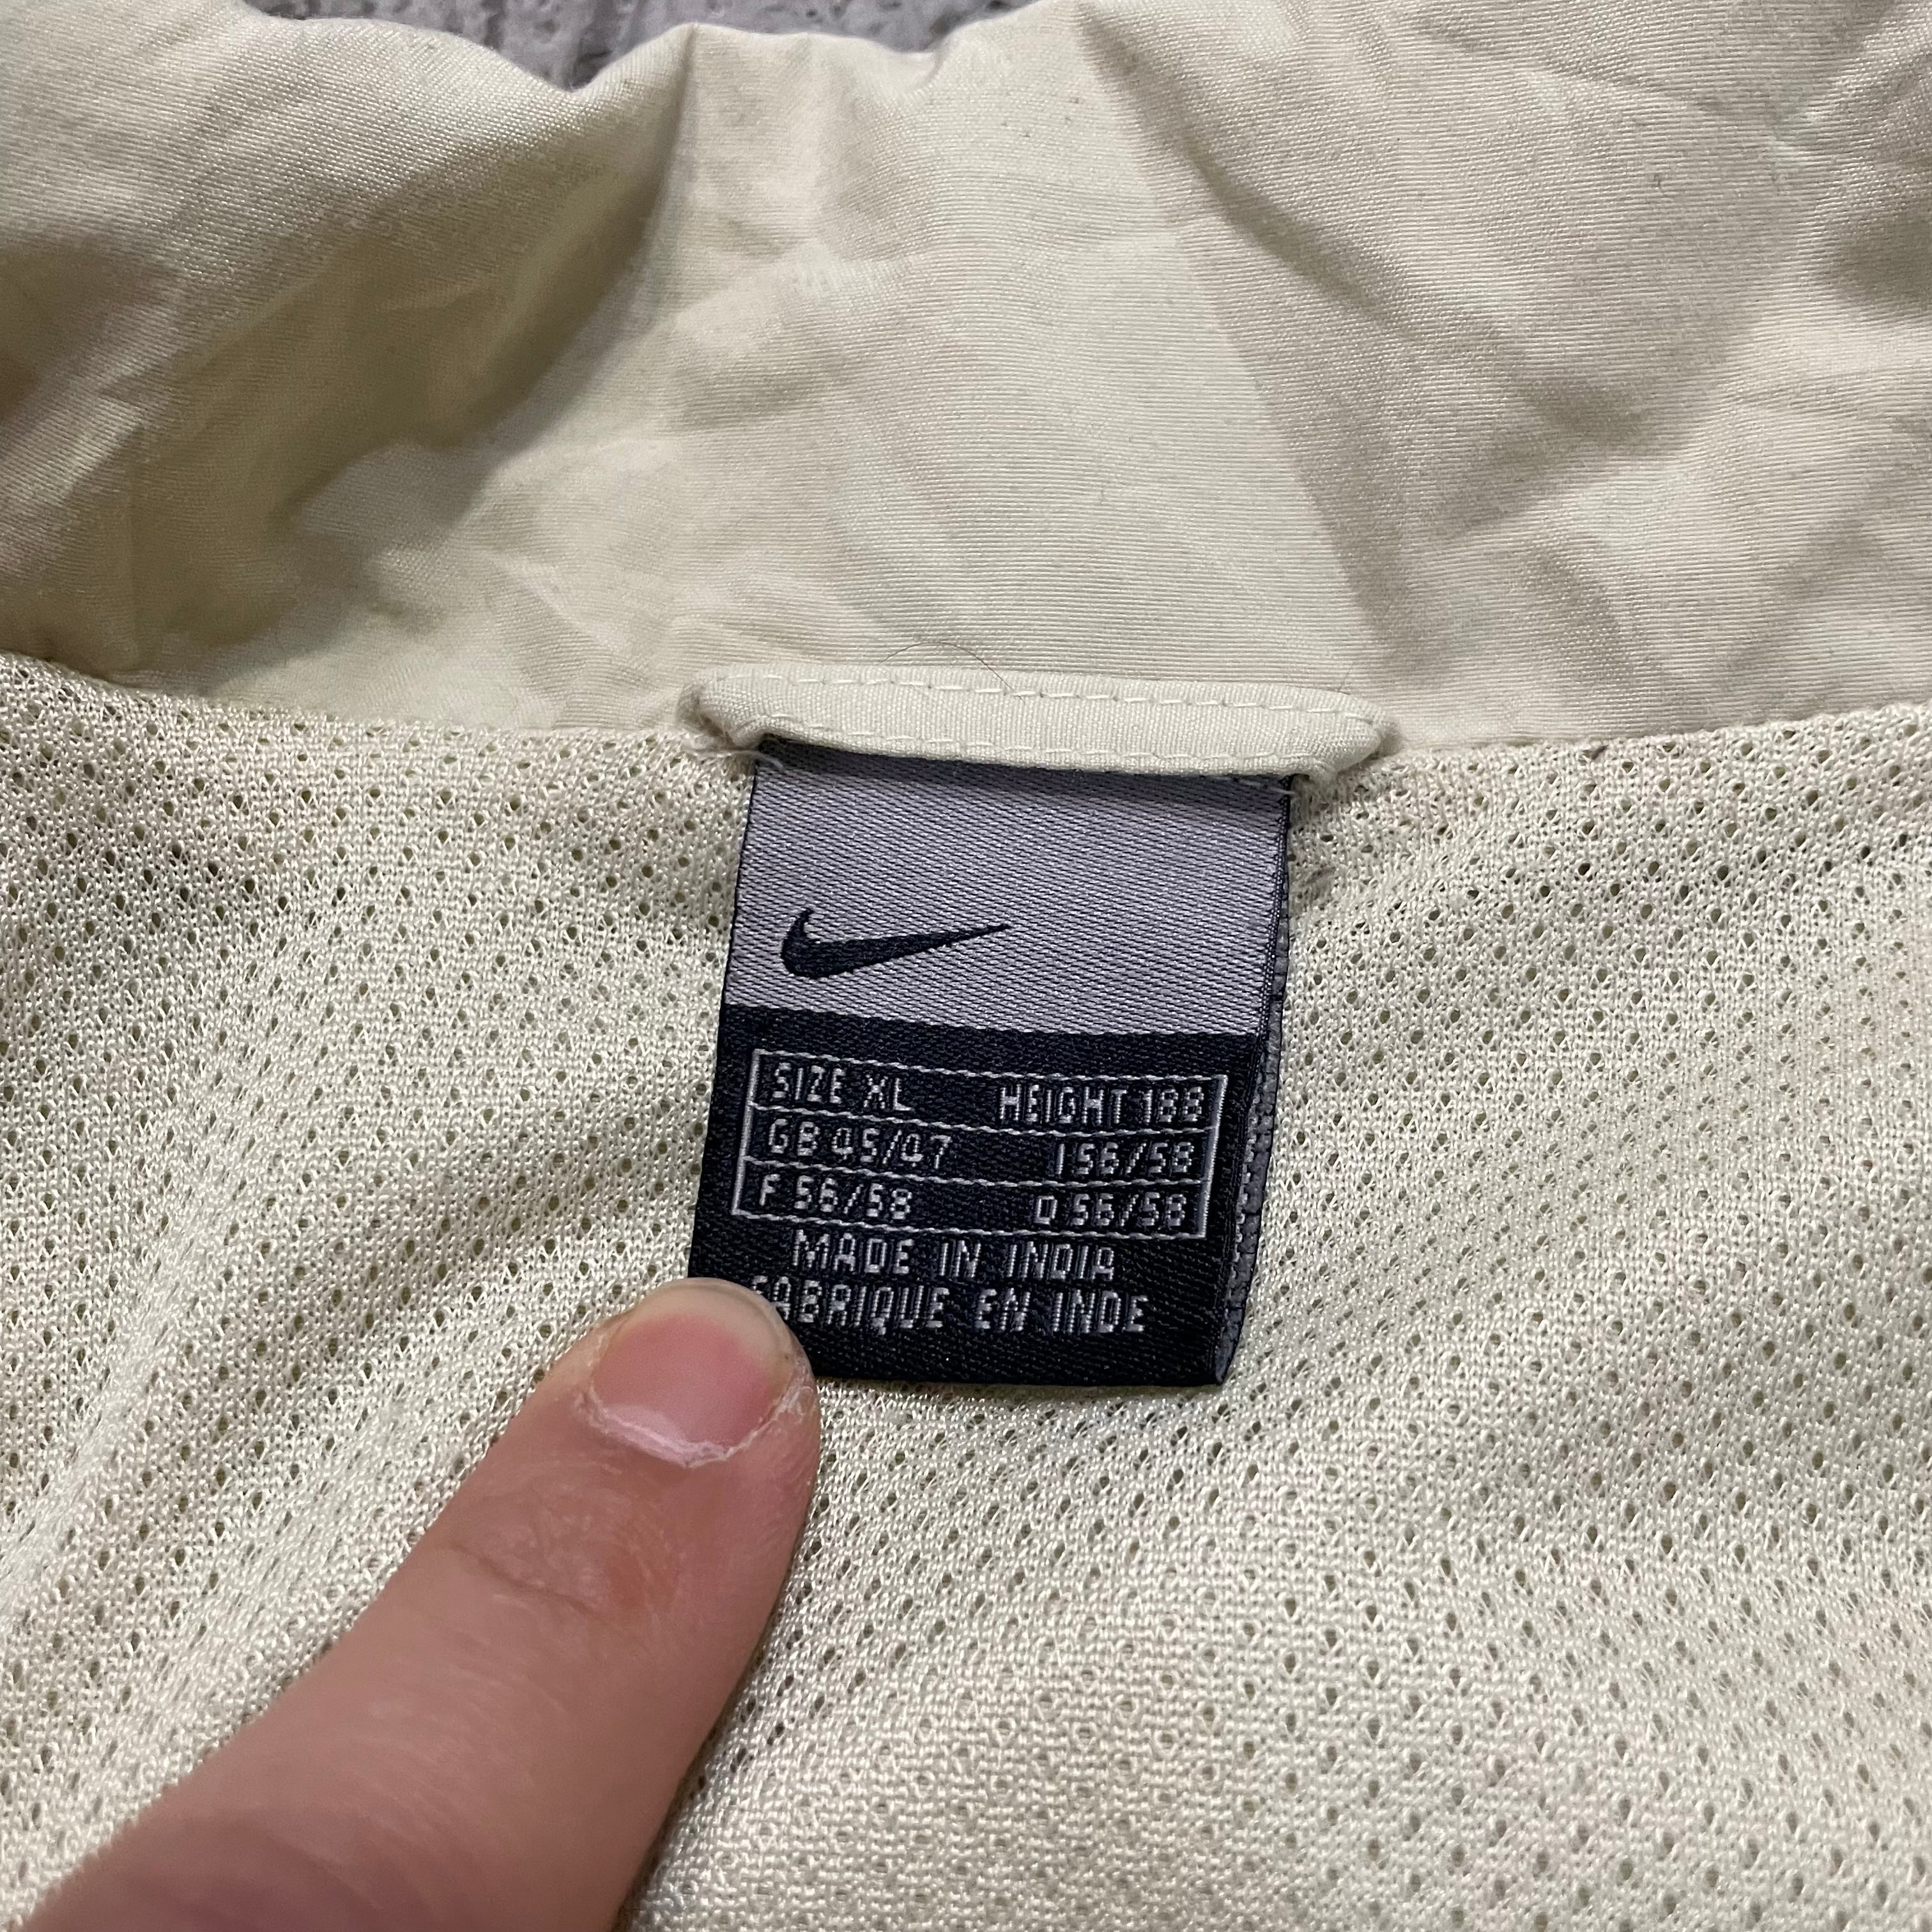 SIZE XL HEIGHT 188
GB 45/47 I 56/58
F 56/58 D 56/58
MADE IN INDIA
FABRIQUE EN INDE